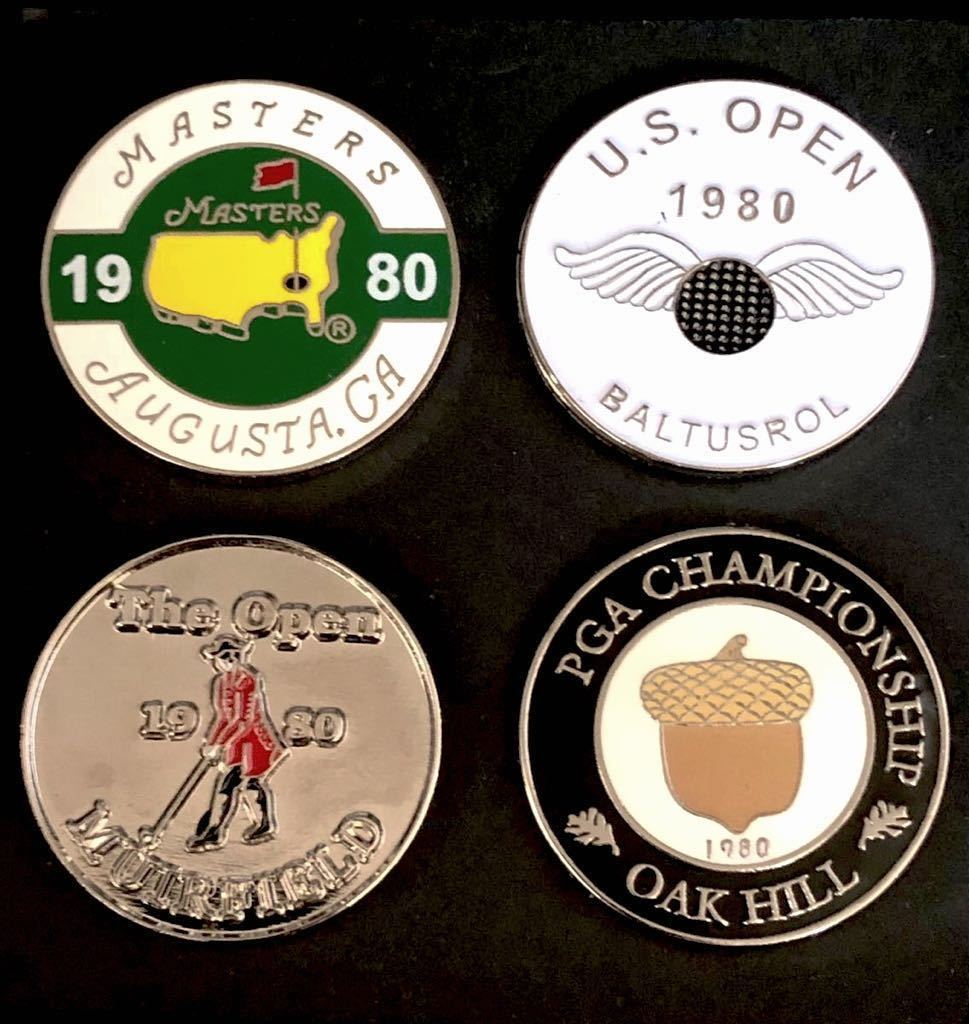 MASTERS
MASTERS
19 80
®
AUGUSTA, GA
U.S. OPEN
1980
BALTUSROL
The Open
19 80
MUIRFIELD
PGA CHAMPIONSHIP
1980
OAK HILL